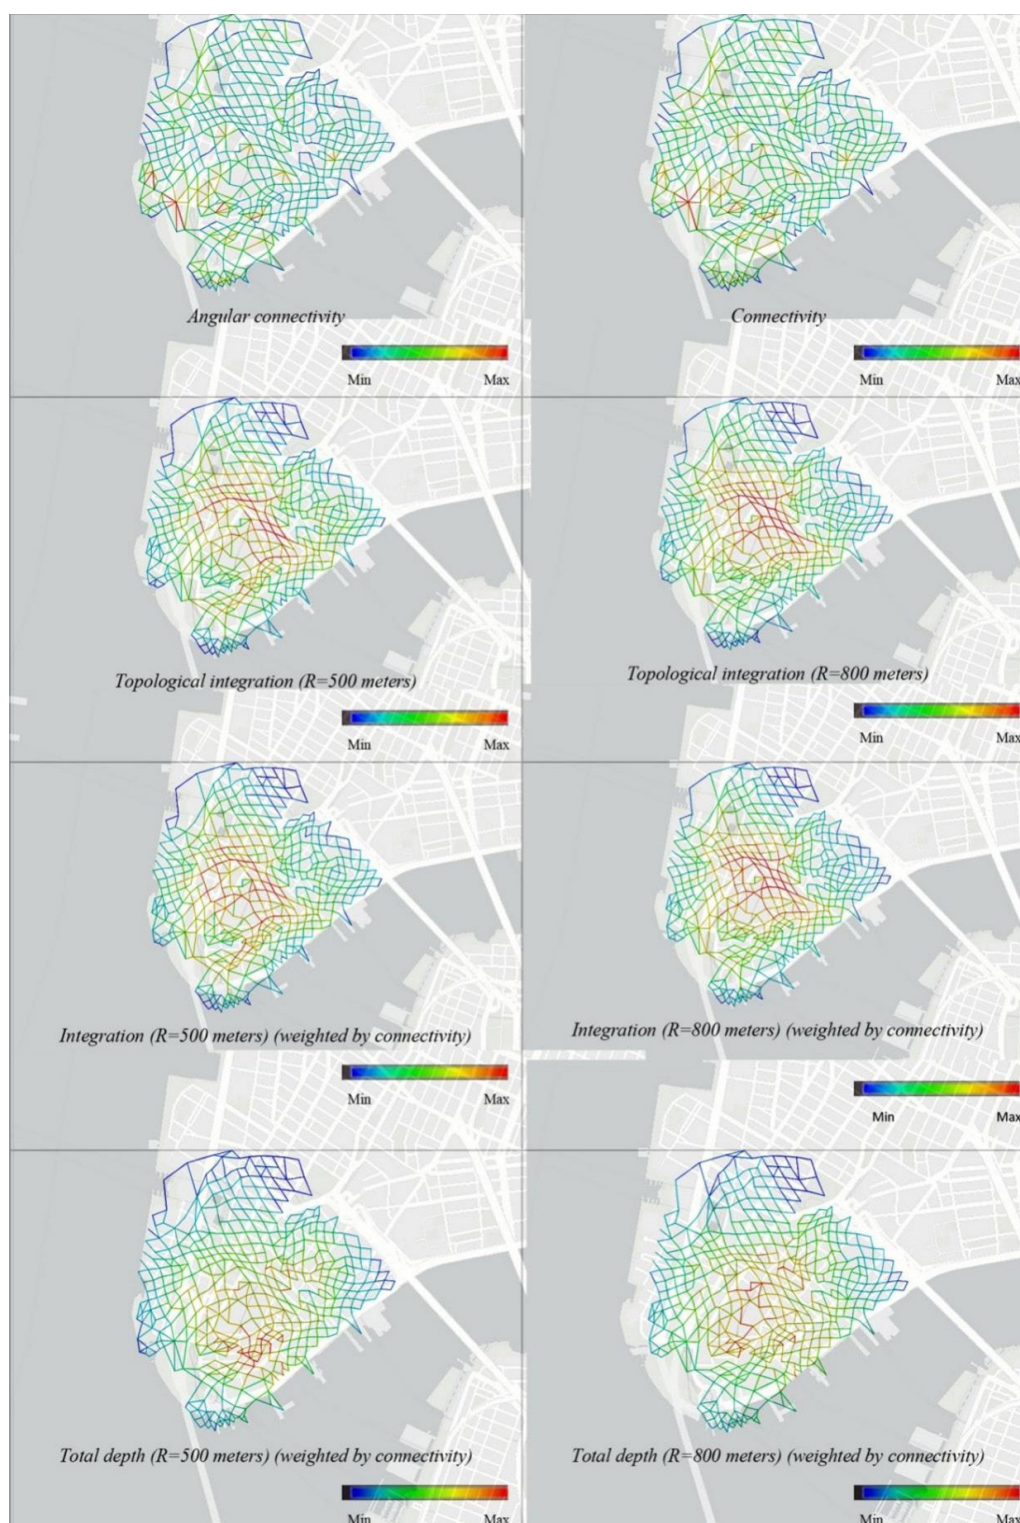 Angular connectivity
Connectivity
Min Max
Min Max
Topological integration (R=500 meters)
Topological integration (R=800 meters)
Min Max
Min Max
Integration (R=500 meters) (weighted by connectivity)
Integration (R=800 meters) (weighted by connectivity)
Min Max
Min Max
Total depth (R=500 meters) (weighted by connectivity)
Total depth (R=800 meters) (weighted by connectivity)
Min Max
Min Max